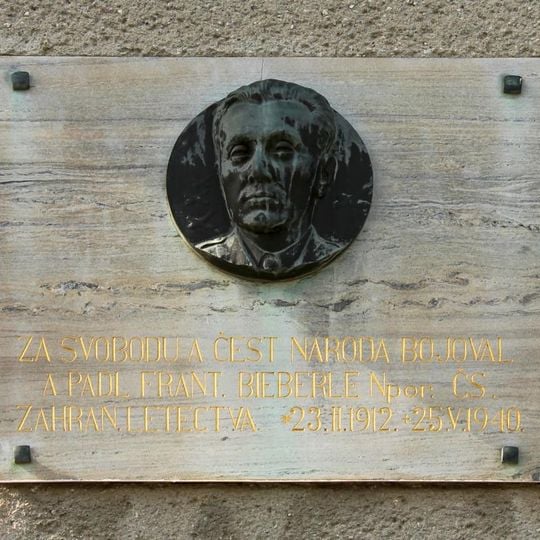 ZA SVOBODU A ČEST NÁRODA BOJOVAL
A PADL FRANT. BIEBERLE Npor. ČS.
ZAHRAN. LETECTVA. *23.II.1912. +25.V.1940.